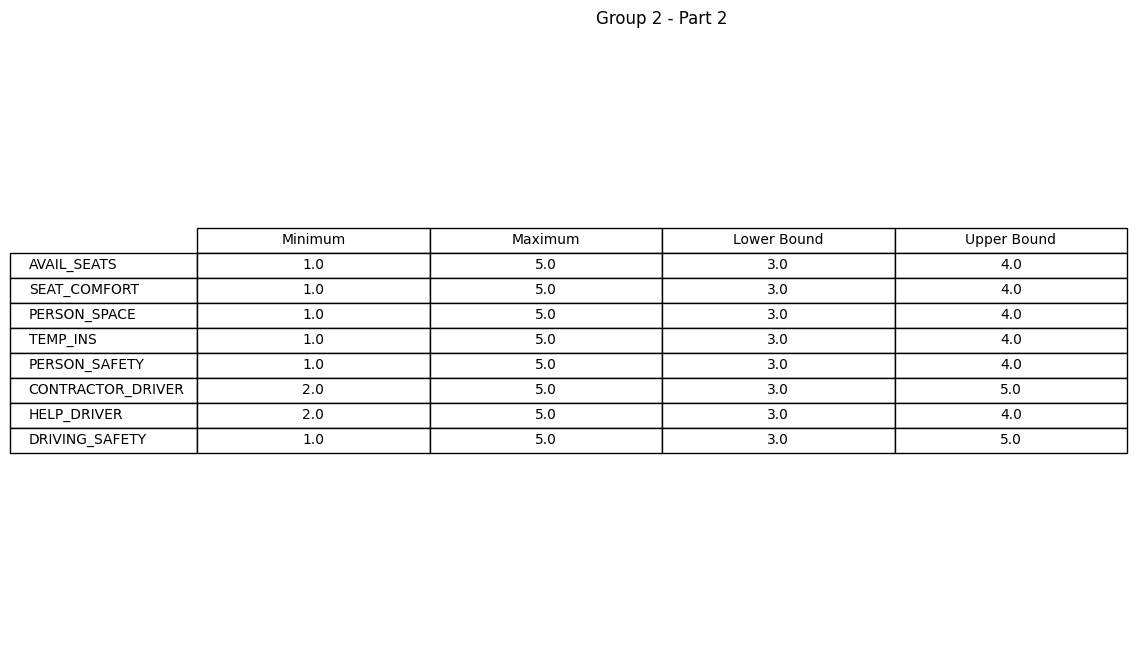 Group 2 - Part 2
Minimum Maximum Lower Bound Upper Bound
AVAIL_SEATS 1.0 5.0 3.0 4.0
SEAT_COMFORT 1.0 5.0 3.0 4.0
PERSON_SPACE 1.0 5.0 3.0 4.0
TEMP_INS 1.0 5.0 3.0 4.0
PERSON_SAFETY 1.0 5.0 3.0 4.0
CONTRACTOR_DRIVER 2.0 5.0 3.0 5.0
HELP_DRIVER 2.0 5.0 3.0 4.0
DRIVING_SAFETY 1.0 5.0 3.0 5.0